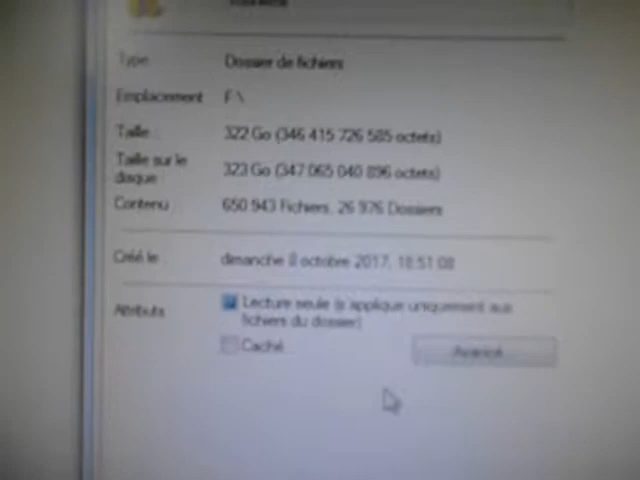 Type Dossier de fichiers
Emplacement F:\
Taille : 322 Go (346 415 726 585 octets)
Taille sur le disque 323 Go (347 065 040 896 octets)
Contenu : 650 943 Fichiers, 26 976 Dossiers
Créé le dimanche 8 octobre 2017, 18:51:08
Attributs Lecture seule (s'applique uniquement aux
fichiers du dossier)
Caché Avancé...